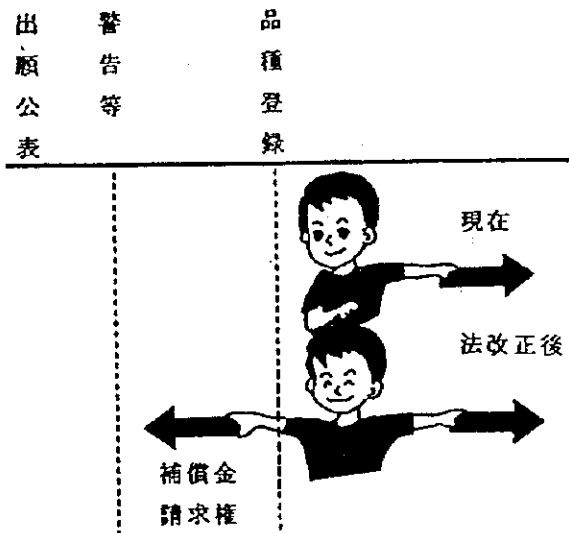 出願公表
警告等
品種登録
現在
法改正後
補償金
請求権